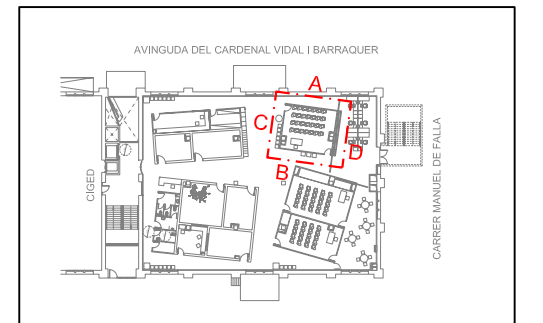 AVINGUDA DEL CARDENAL VIDAL I BARRAQUER
A
C
B
D
CIGED
CARRER MANUEL DE FALLA